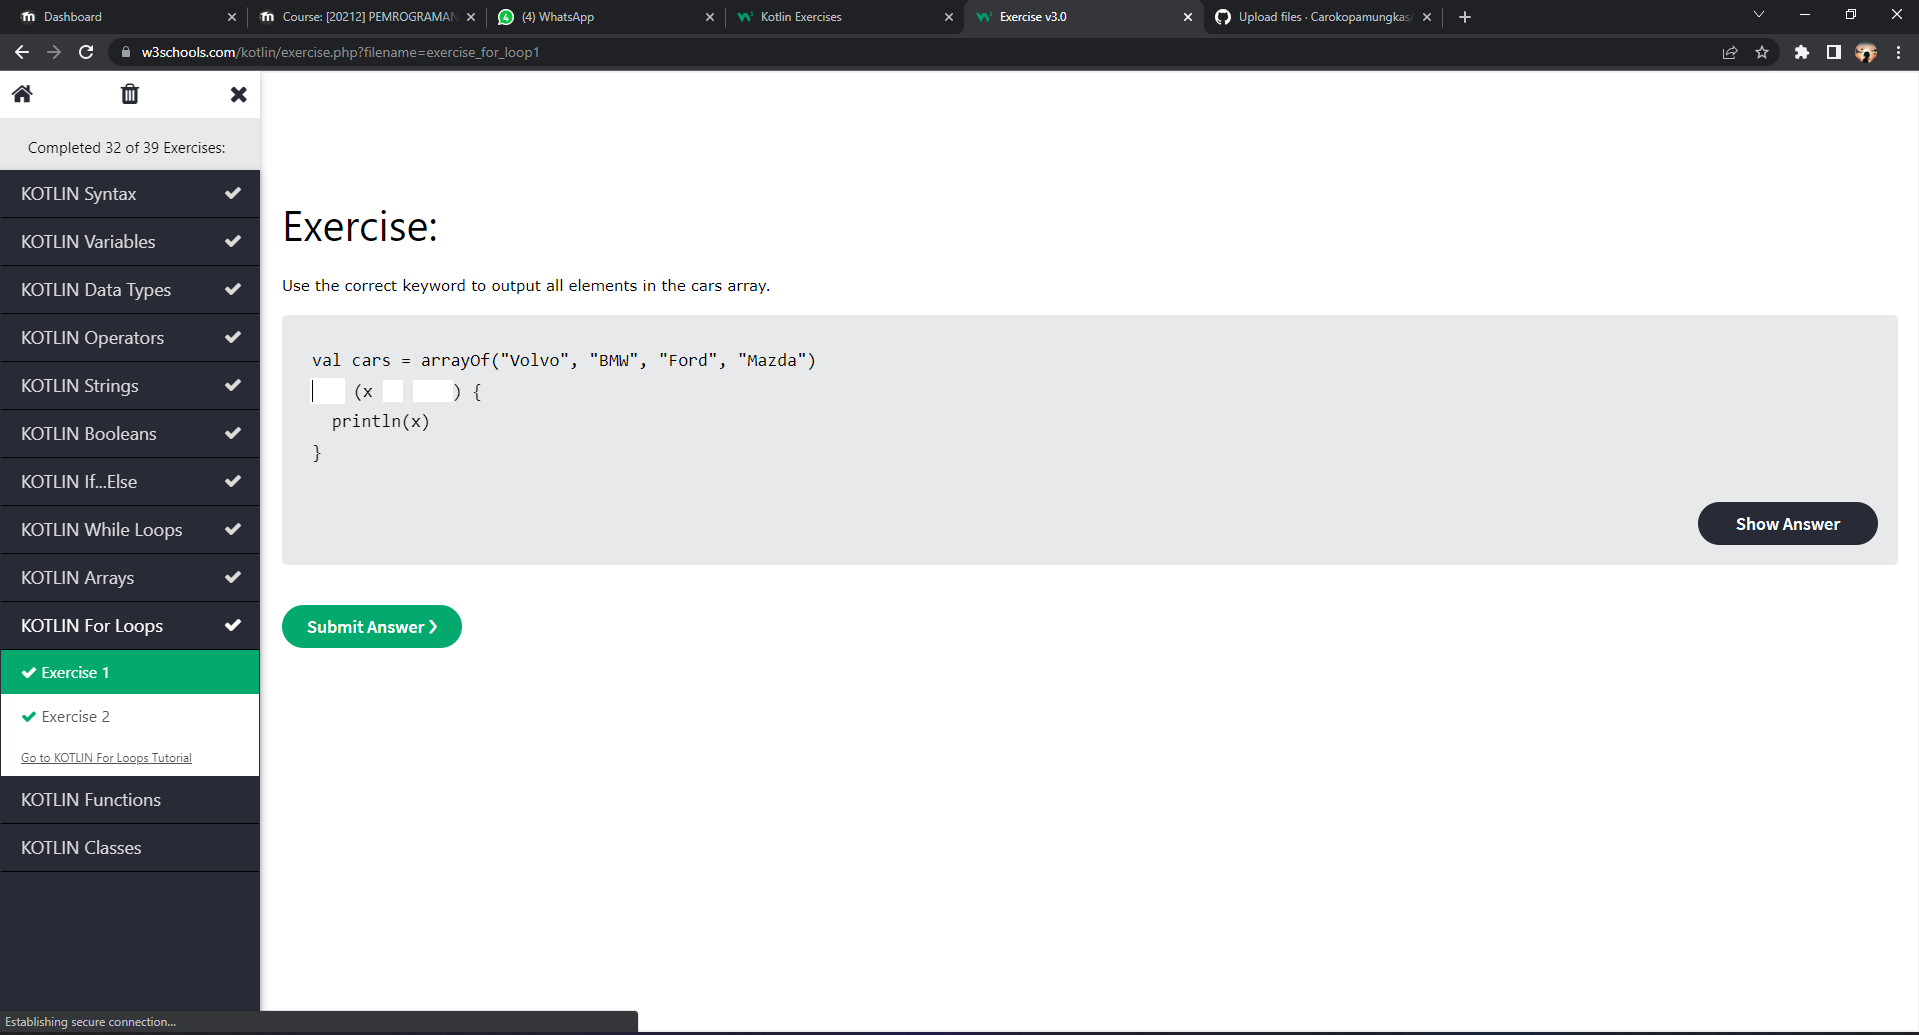 Dashboard
Course: [20212] PEMROGRAMAN
(4) WhatsApp
Kotlin Exercises
Exercise v3.0
Upload files · Carokopamungkas/
w3schools.com/kotlin/exercise.php?filename=exercise_for_loop1
Completed 32 of 39 Exercises:
KOTLIN Syntax
KOTLIN Variables
KOTLIN Data Types
KOTLIN Operators
KOTLIN Strings
KOTLIN Booleans
KOTLIN If...Else
KOTLIN While Loops
KOTLIN Arrays
KOTLIN For Loops
Exercise 1
Exercise 2
Go to KOTLIN For Loops Tutorial
KOTLIN Functions
KOTLIN Classes
Exercise:
Use the correct keyword to output all elements in the cars array.
val cars = arrayOf("Volvo", "BMW", "Ford", "Mazda")
(x ) {
println(x)
}
Show Answer
Submit Answer ❯
Establishing secure connection...